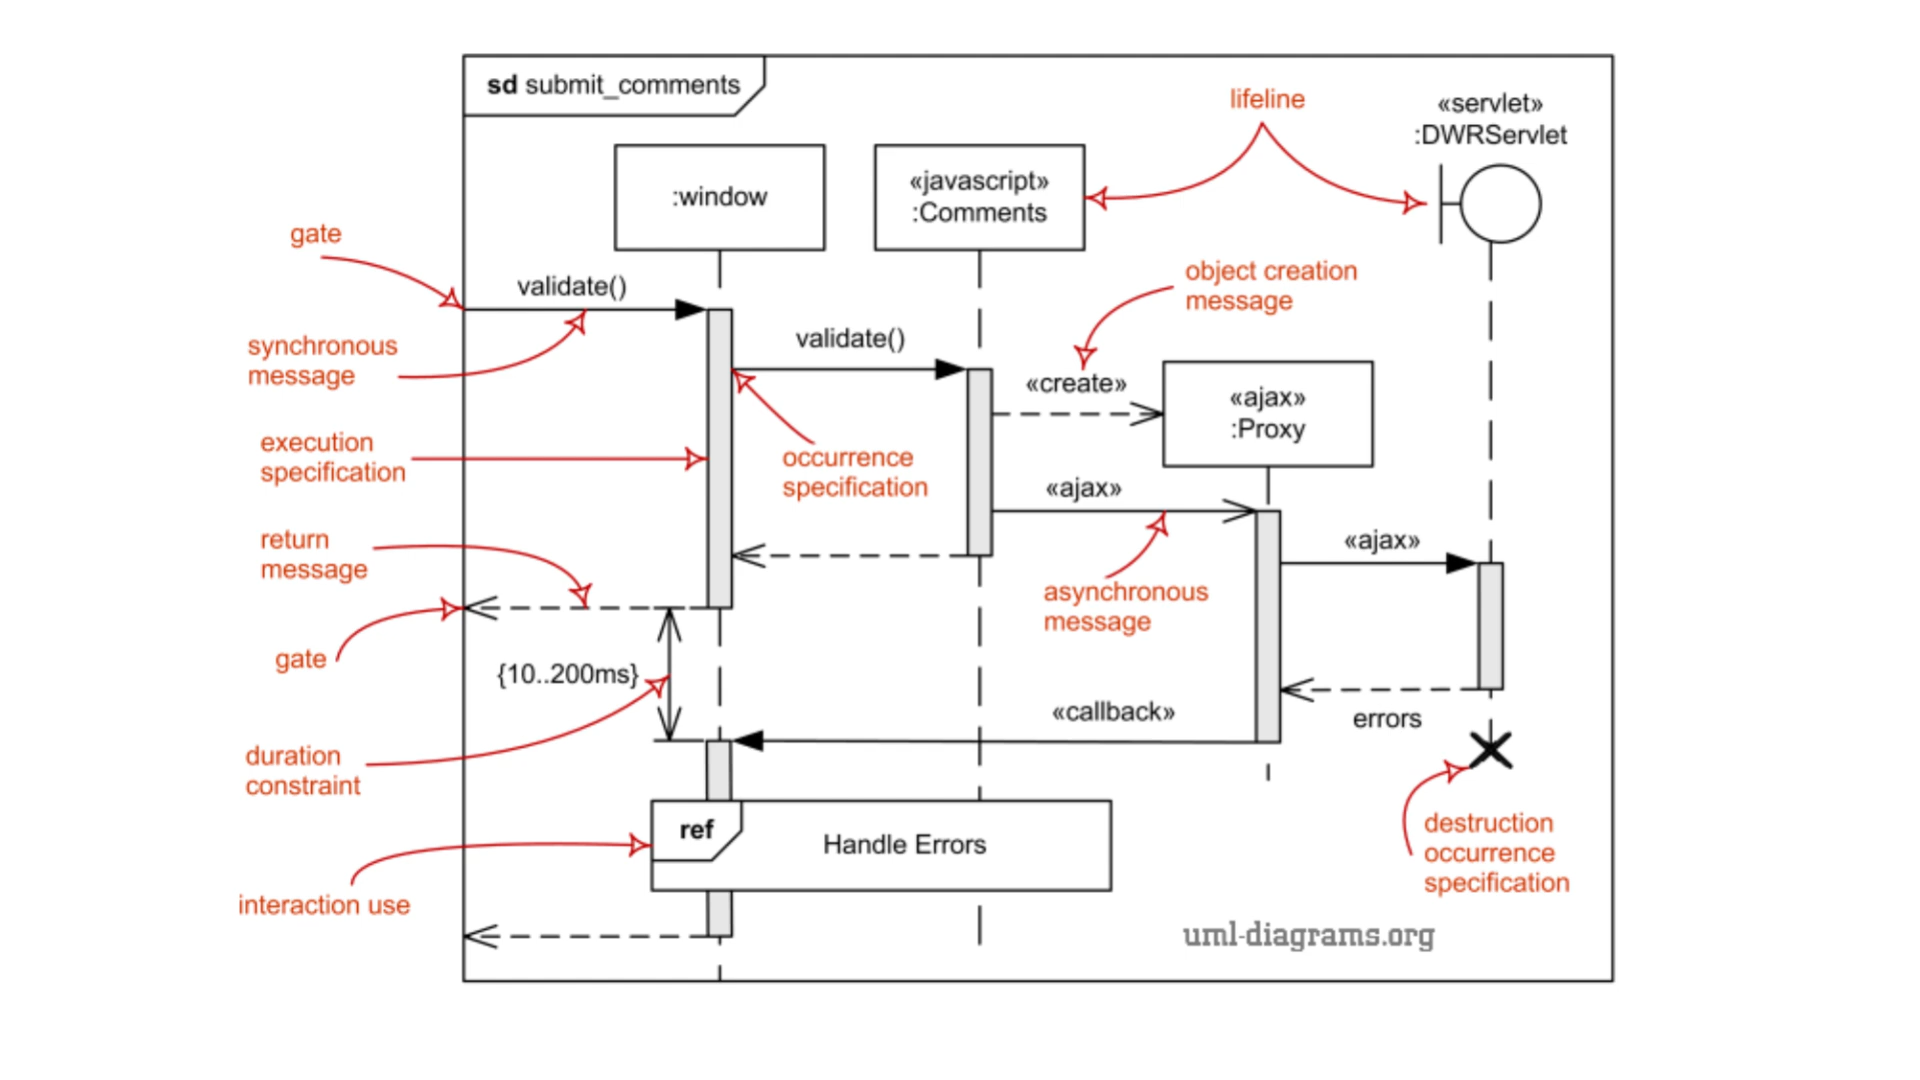 sd submit_comments
lifeline
«servlet»
:DWRServlet
:window
«javascript»
:Comments
gate
object creation
message
validate()
synchronous
message
validate()
«create»
«ajax»
:Proxy
execution
specification
occurrence
specification
«ajax»
return
message
«ajax»
asynchronous
message
gate
{10..200ms}
«callback»
errors
duration
constraint
ref
Handle Errors
destruction
occurrence
specification
interaction use
uml-diagrams.org